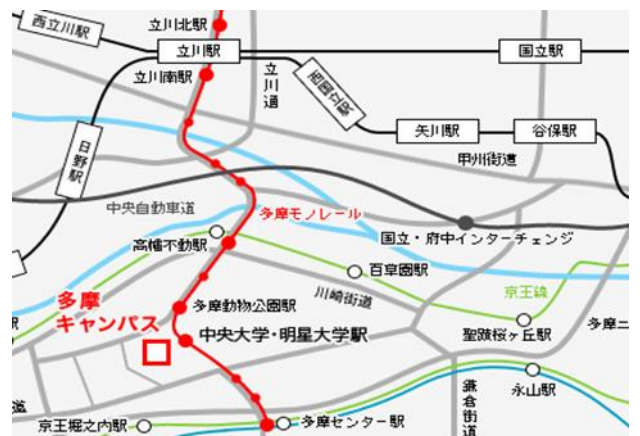 立川北駅
西立川駅
立川駅
国立駅
立川南駅
立川通
西国立駅
矢川駅
谷保駅
日野駅
甲州街道
中央自動車道
多摩モノレール
国立・府中インターチェンジ
高幡不動駅
百草園駅
川崎街道
京王線
多摩
キャンパス
多摩動物公園駅
中央大学・明星大学駅
聖蹟桜ヶ丘駅
多摩ニ
駅
永山駅
鎌倉街道
道
京王堀之内駅
多摩センター駅